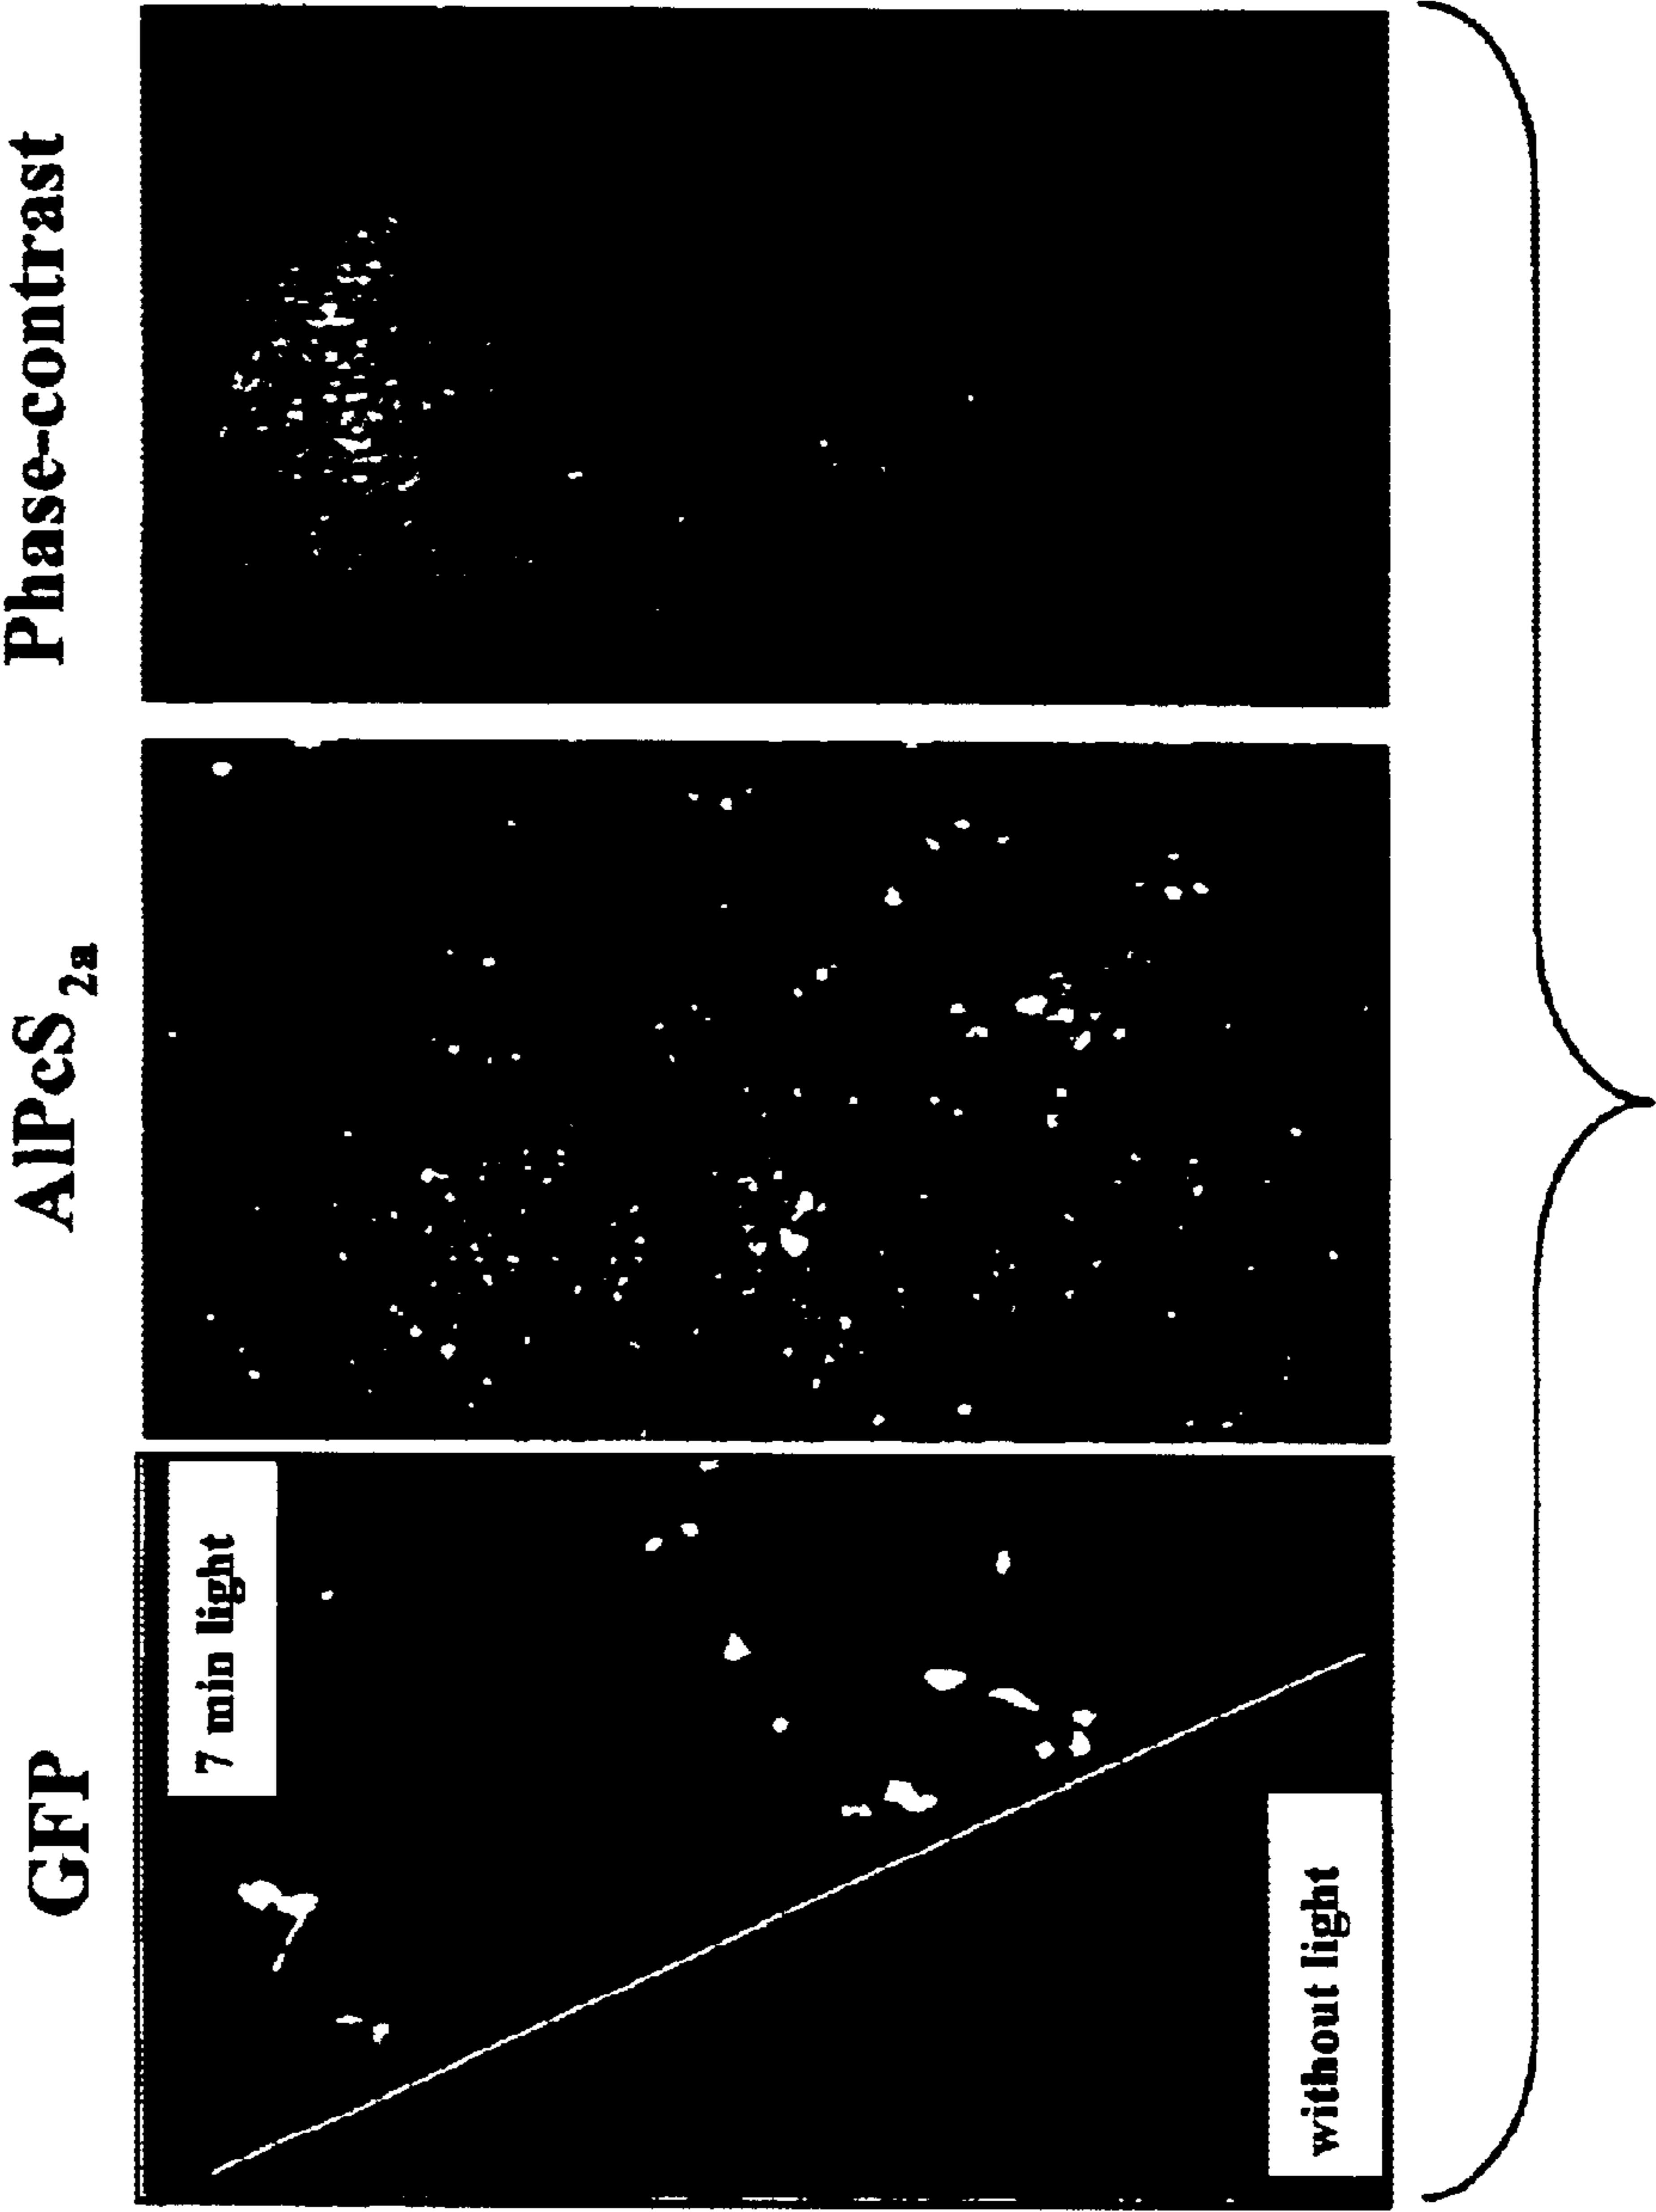 GFP
AlPcS2a
Phase-contrast
7 min light
without light